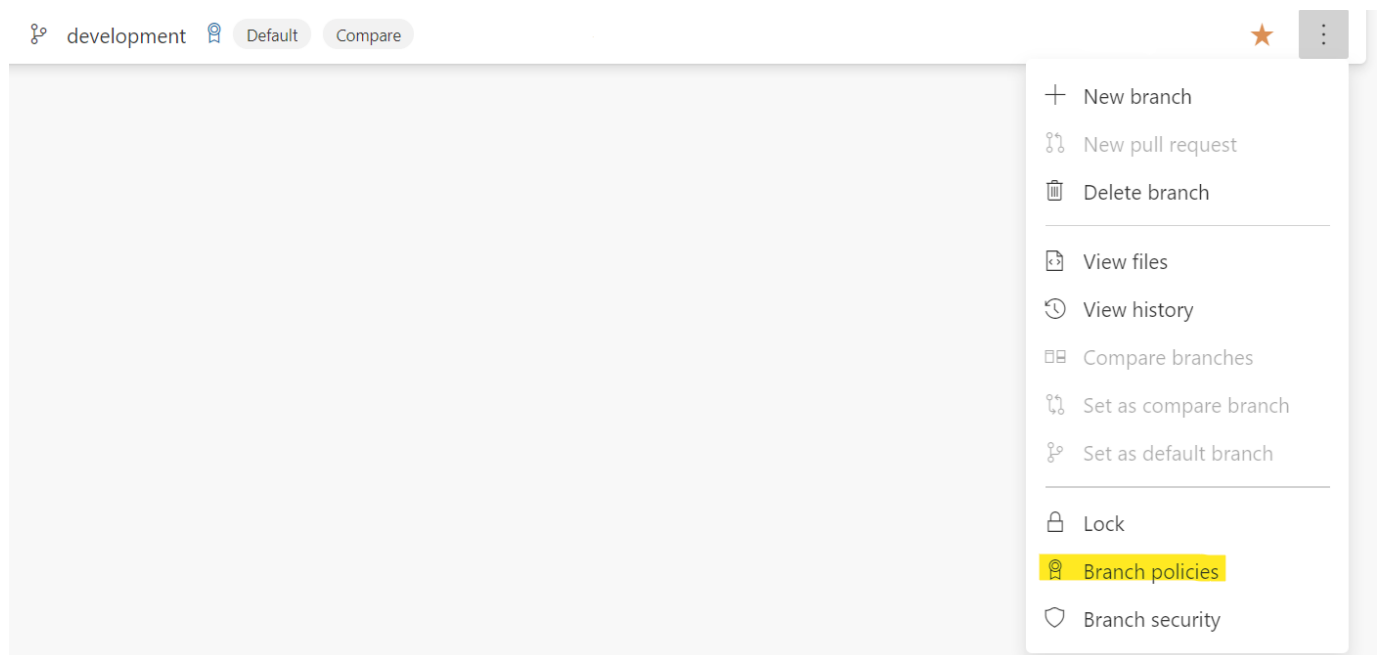 development Default Compare
New branch
New pull request
Delete branch
View files
View history
Compare branches
Set as compare branch
Set as default branch
Lock
Branch policies
Branch security